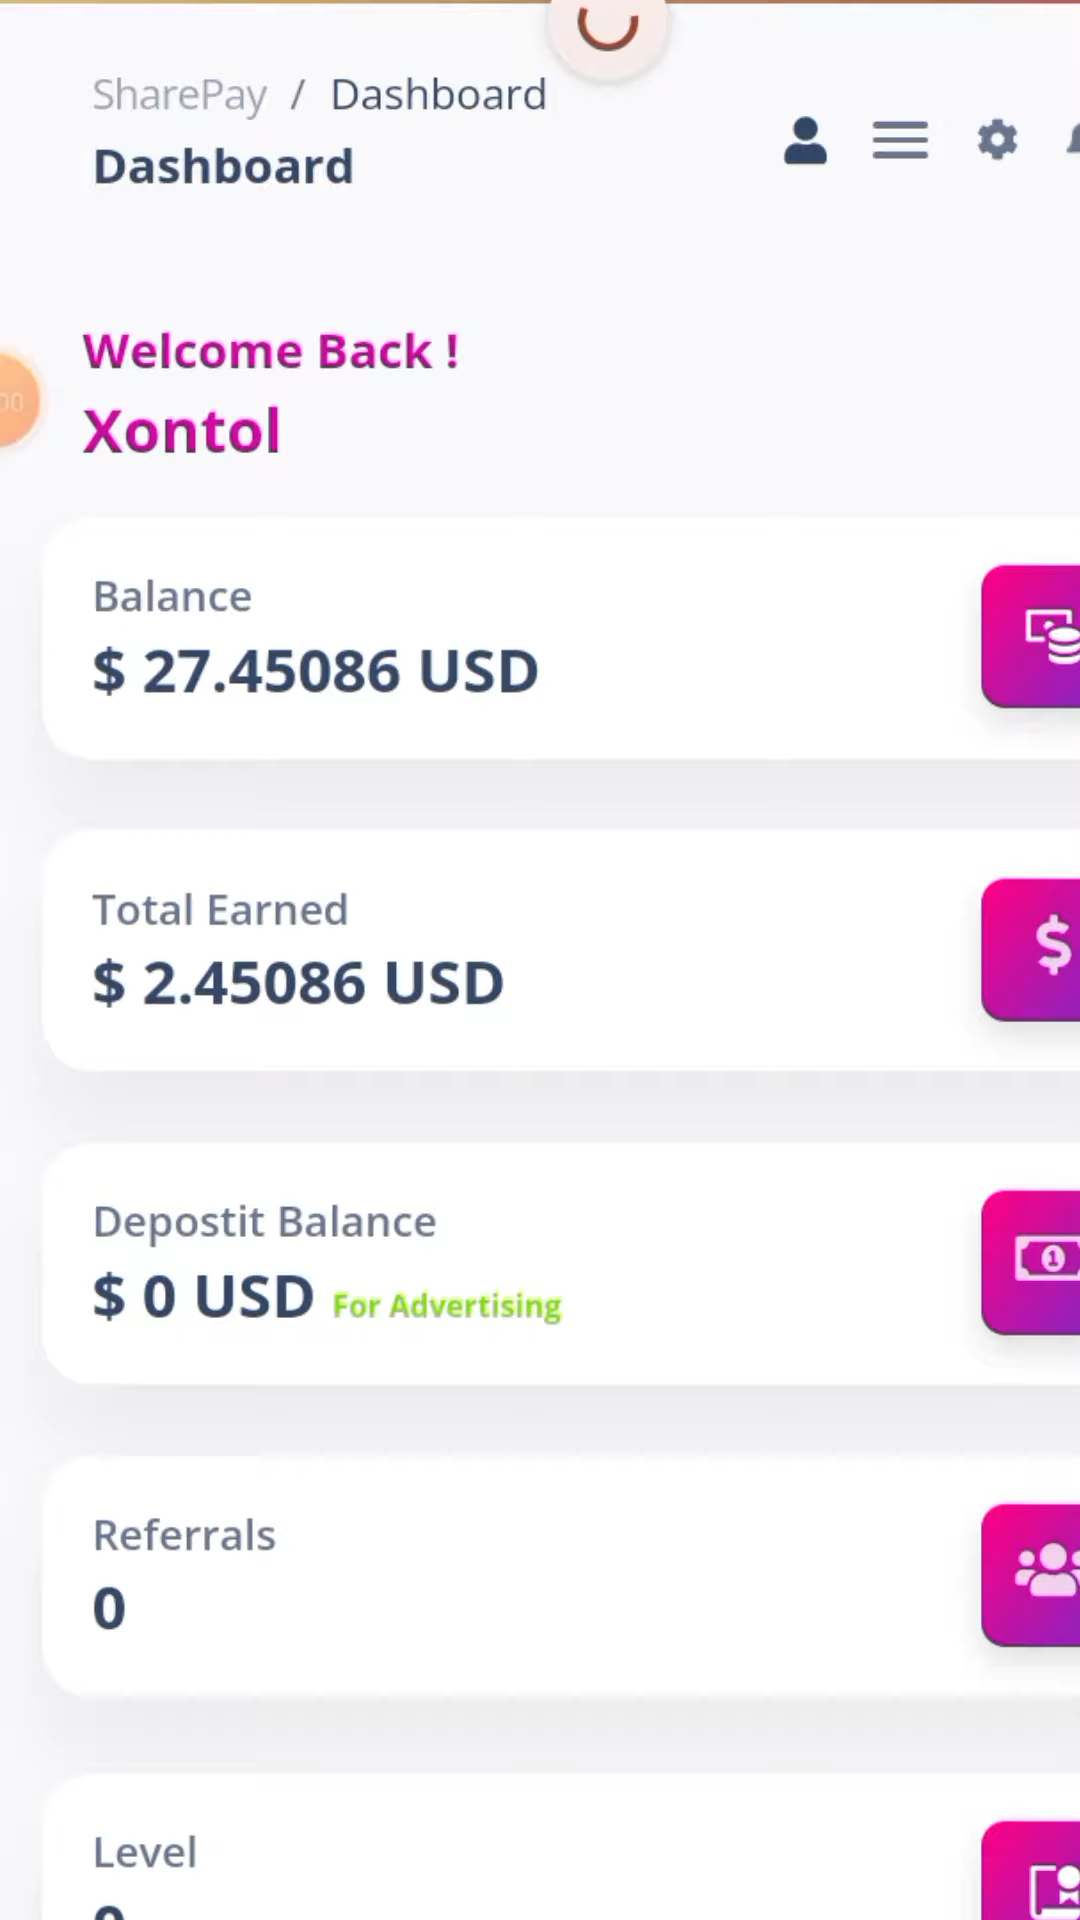 SharePay / Dashboard
Dashboard
Welcome Back !
Xontol
00
Balance
$ 27.45086 USD
Total Earned
$ 2.45086 USD
Depostit Balance
$ 0 USD For Advertising
Referrals
0
Level